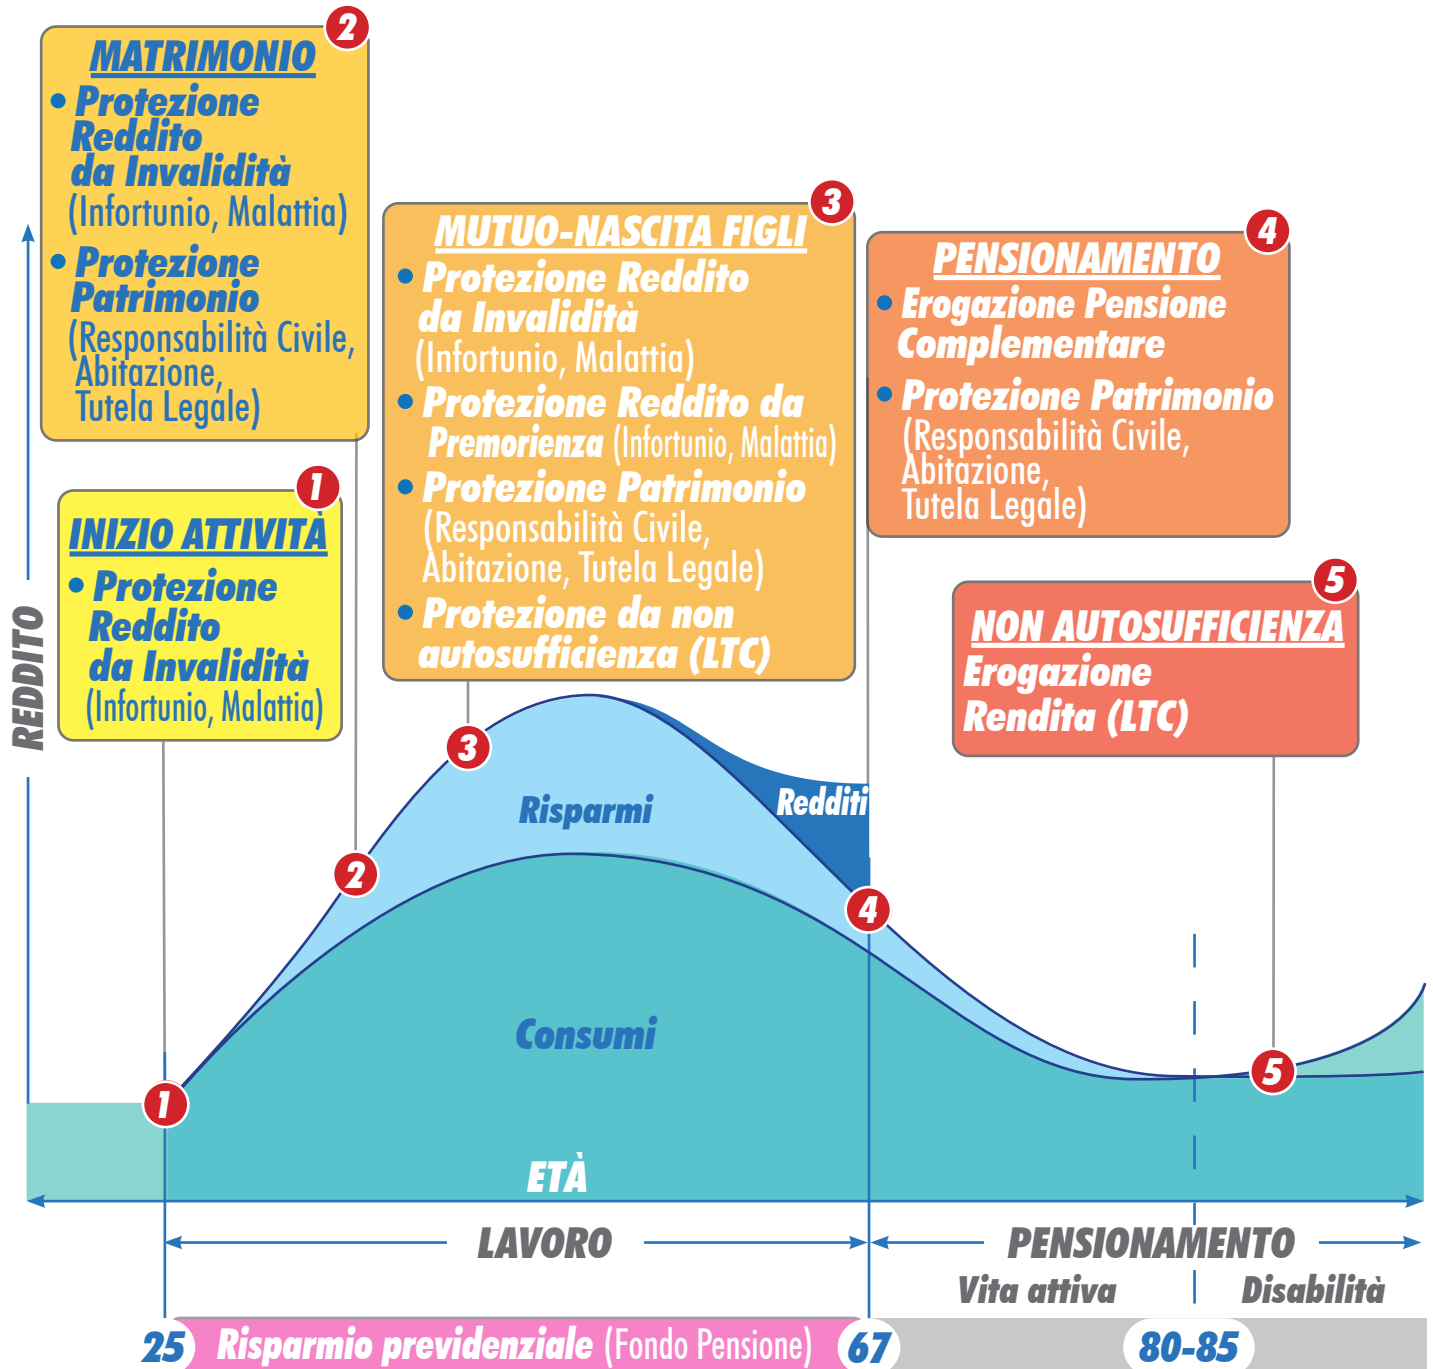 2
MATRIMONIO
• Protezione
Reddito
da Invalidità
(Infortunio, Malattia)
• Protezione
Patrimonio
(Responsabilità Civile,
Abitazione,
Tutela Legale)
1
INIZIO ATTIVITÀ
• Protezione
Reddito
da Invalidità
(Infortunio, Malattia)
3
MUTUO-NASCITA FIGLI
• Protezione Reddito
da Invalidità
(Infortunio, Malattia)
• Protezione Reddito da
Premorienza (Infortunio, Malattia)
• Protezione Patrimonio
(Responsabilità Civile,
Abitazione, Tutela Legale)
• Protezione da non
autosufficienza (LTC)
4
PENSIONAMENTO
• Erogazione Pensione
Complementare
• Protezione Patrimonio
(Responsabilità Civile,
Abitazione,
Tutela Legale)
5
NON AUTOSUFFICIENZA
Erogazione
Rendita (LTC)
REDDITO
3
Risparmi
Redditi
2
4
Consumi
5
1
ETÀ
LAVORO
PENSIONAMENTO
Vita attiva
Disabilità
25
Risparmio previdenziale (Fondo Pensione)
67
80-85